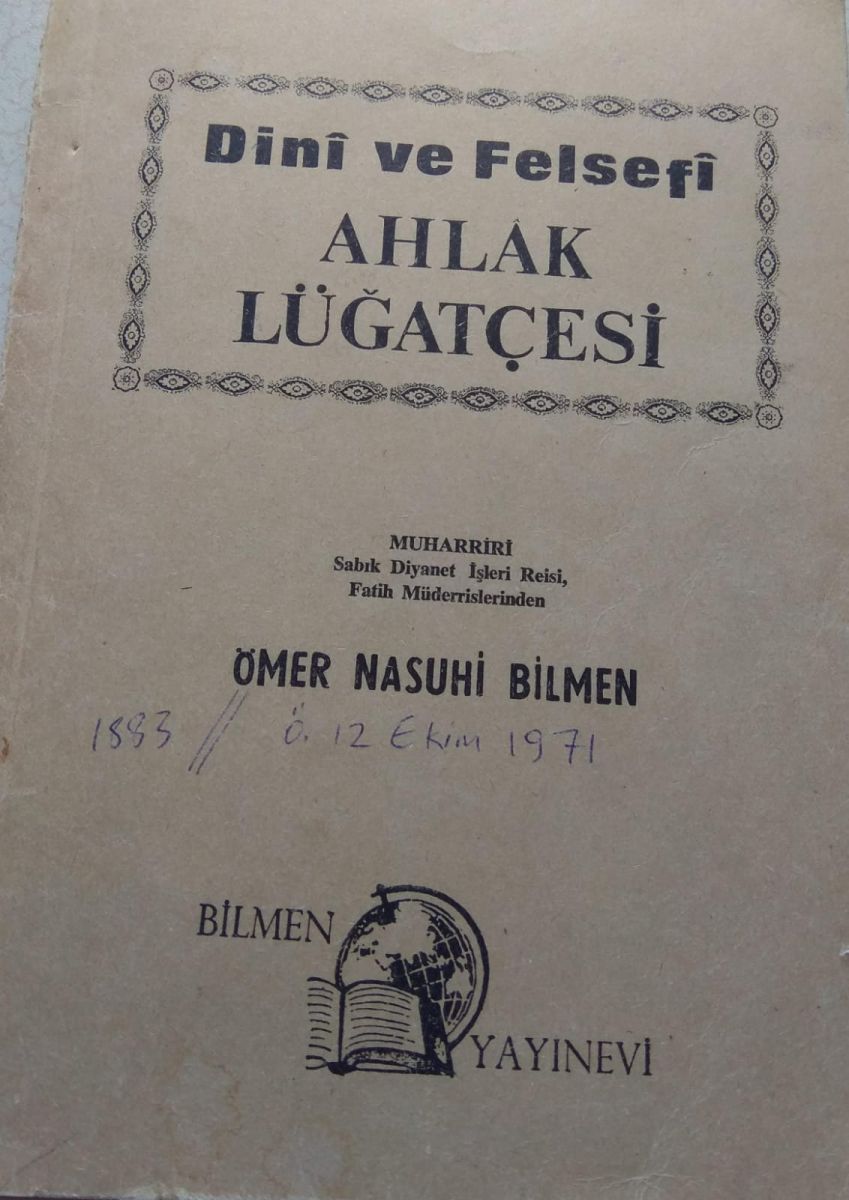 Dinî ve Felsefî
AHLÂK
LÜĞATÇESİ
MUHARRİRİ
Sabık Diyanet İşleri Reisi,
Fatih Müderrislerinden
ÖMER NASUHİ BİLMEN
1883 // Ö. 12 Ekim 1971
BİLMEN
YAYINEVİ